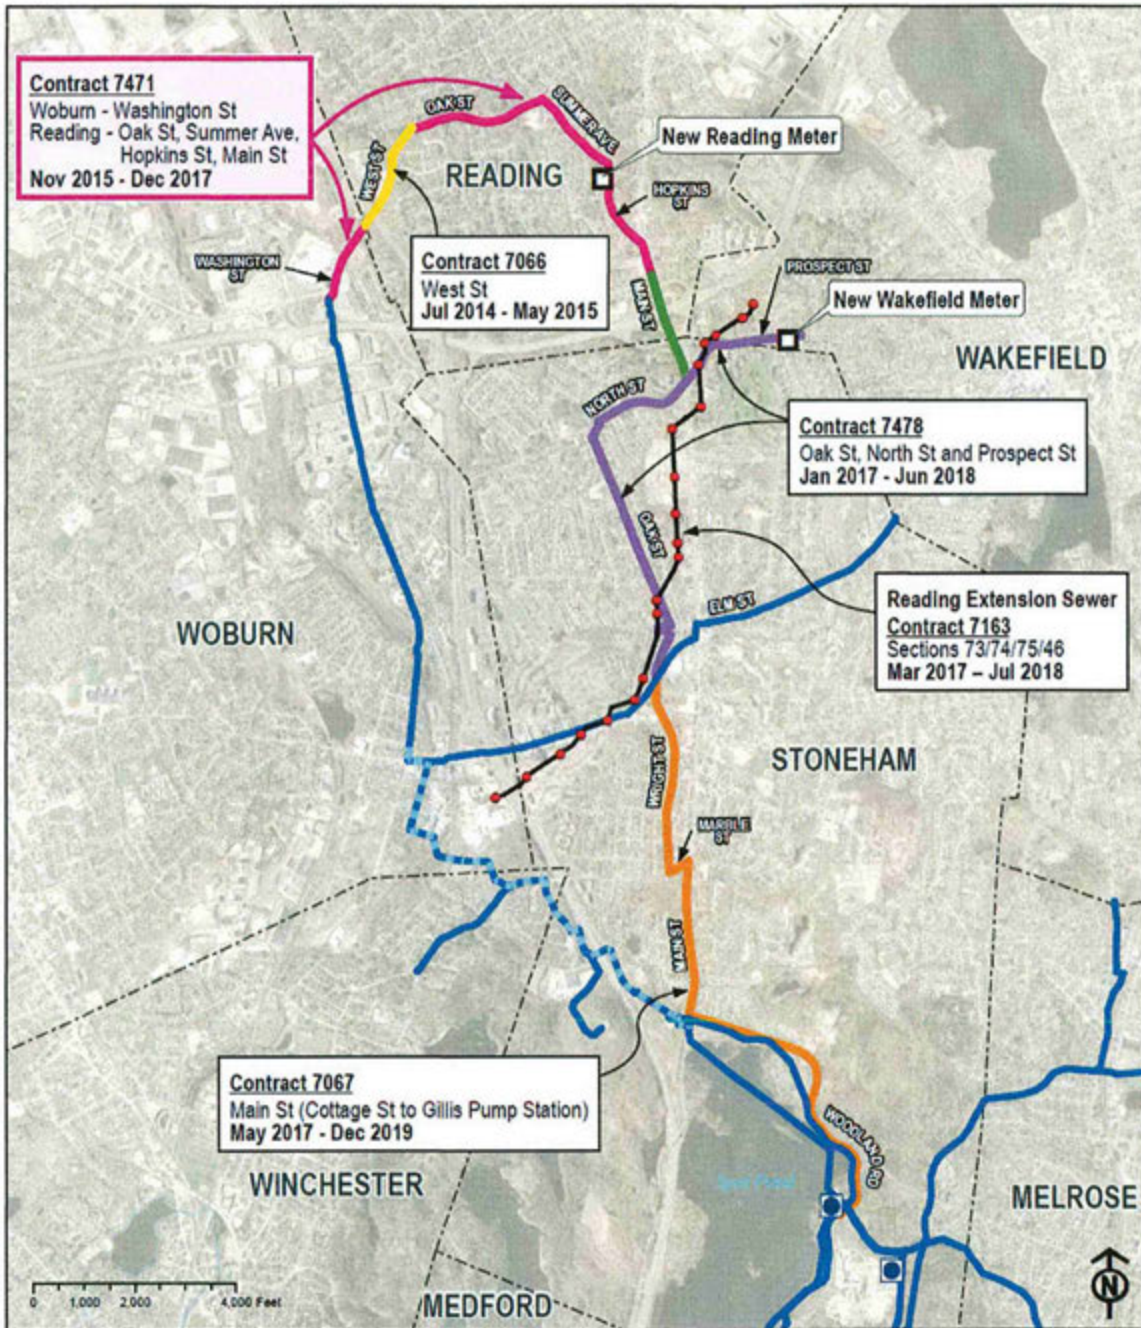 Contract 7471
Woburn - Washington St
Reading - Oak St, Summer Ave,
Hopkins St, Main St
Nov 2015 - Dec 2017
OAK ST
SUMMER AVE
New Reading Meter
READING
WEST ST
HOPKINS
ST
WASHINGTON
ST
Contract 7066
West St
Jul 2014 - May 2015
MAIN ST
PROSPECT ST
New Wakefield Meter
WAKEFIELD
NORTH ST
Contract 7478
Oak St, North St and Prospect St
Jan 2017 - Jun 2018
OAK ST
ELM ST
Reading Extension Sewer
Contract 7163
Sections 73/74/75/46
Mar 2017 – Jul 2018
WOBURN
STONEHAM
WRIGHT ST
MARBLE
ST
MAIN ST
Contract 7067
Main St (Cottage St to Gillis Pump Station)
May 2017 - Dec 2019
WOODLAND RD
WINCHESTER
Spot Pond
MELROSE
N
0 1,000 2,000 4,000 Feet
MEDFORD